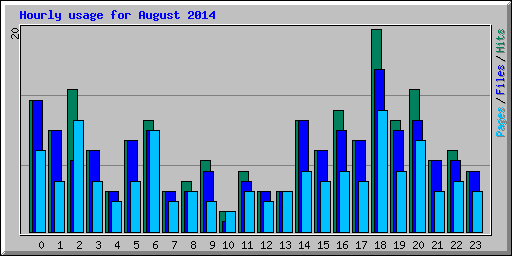 Hourly usage for August 2014
20
Pages / Files / Hits
0 1 2 3 4 5 6 7 8 9 10 11 12 13 14 15 16 17 18 19 20 21 22 23